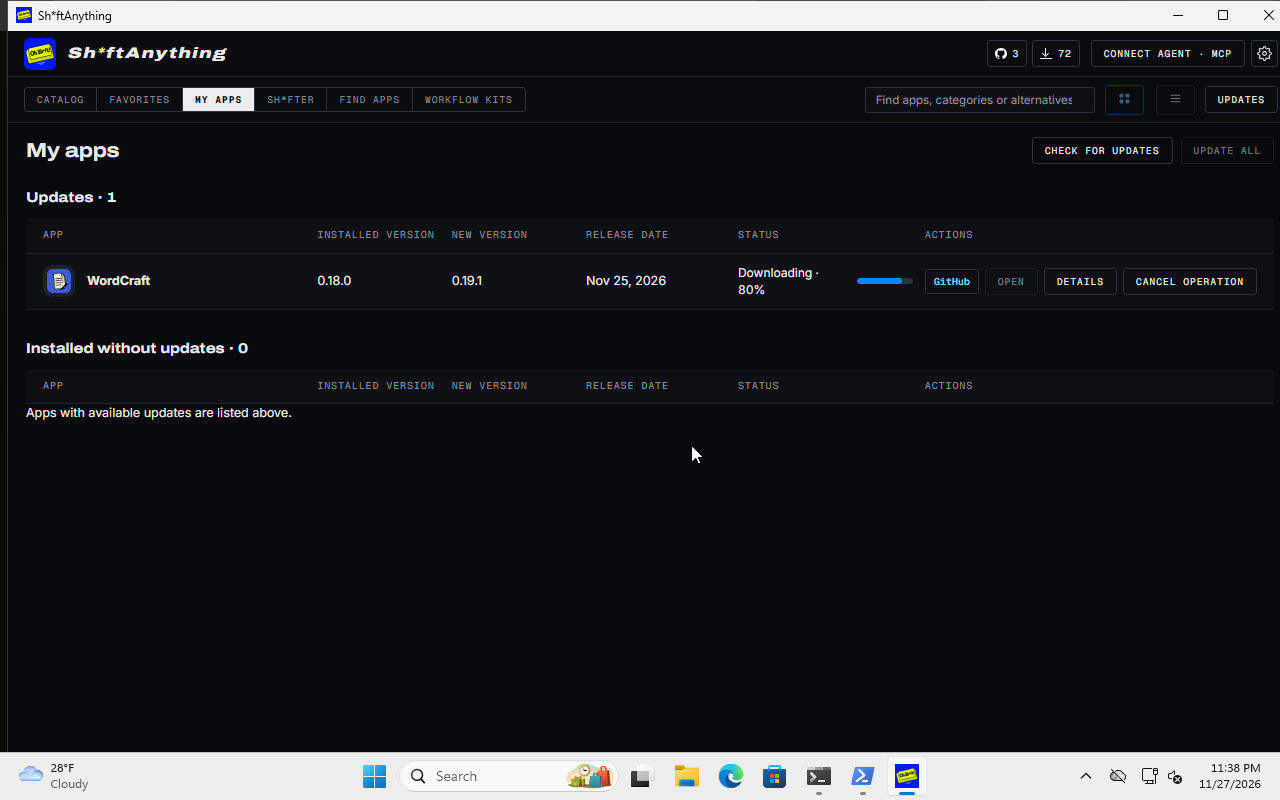 Sh*ftAnything
Oh Sh*ft!
Sh*ftAnything
3
72
CONNECT AGENT · MCP
CATALOG
FAVORITES
MY APPS
SH*FTER
FIND APPS
WORKFLOW KITS
Find apps, categories or alternatives
UPDATES
My apps
CHECK FOR UPDATES
UPDATE ALL
Updates · 1
APP
INSTALLED VERSION
NEW VERSION
RELEASE DATE
STATUS
ACTIONS
WordCraft
0.18.0
0.19.1
Nov 25, 2026
Downloading ·
80%
GitHub
OPEN
DETAILS
CANCEL OPERATION
Installed without updates · 0
APP
INSTALLED VERSION
NEW VERSION
RELEASE DATE
STATUS
ACTIONS
Apps with available updates are listed above.
28°F
Cloudy
Search
11:38 PM
11/27/2026